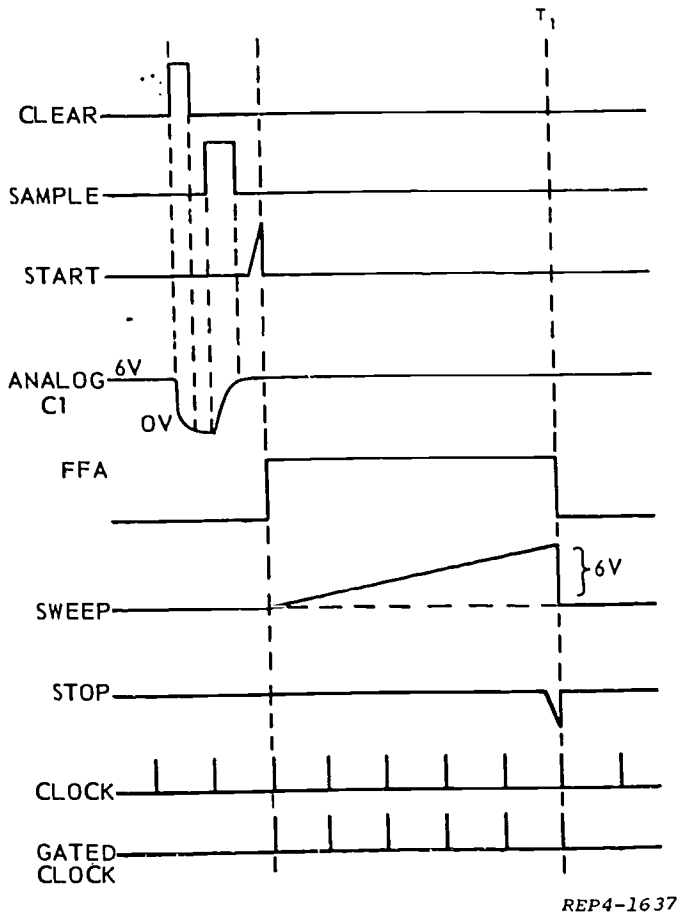 T1
CLEAR
SAMPLE
START
6V
ANALOG
C1
0V
FFA
6V
SWEEP
STOP
CLOCK
GATED
CLOCK
REP4-1637